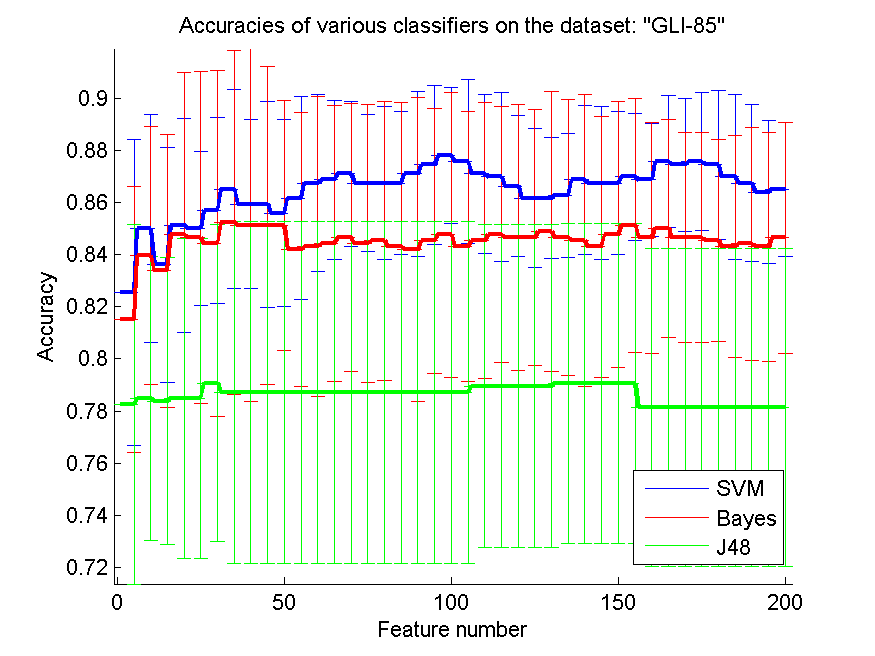 Accuracies of various classifiers on the dataset: "GLI-85"
Accuracy
0.9
0.88
0.86
0.84
0.82
0.8
0.78
0.76
0.74
0.72
SVM
Bayes
J48
0 50 100 150 200
Feature number